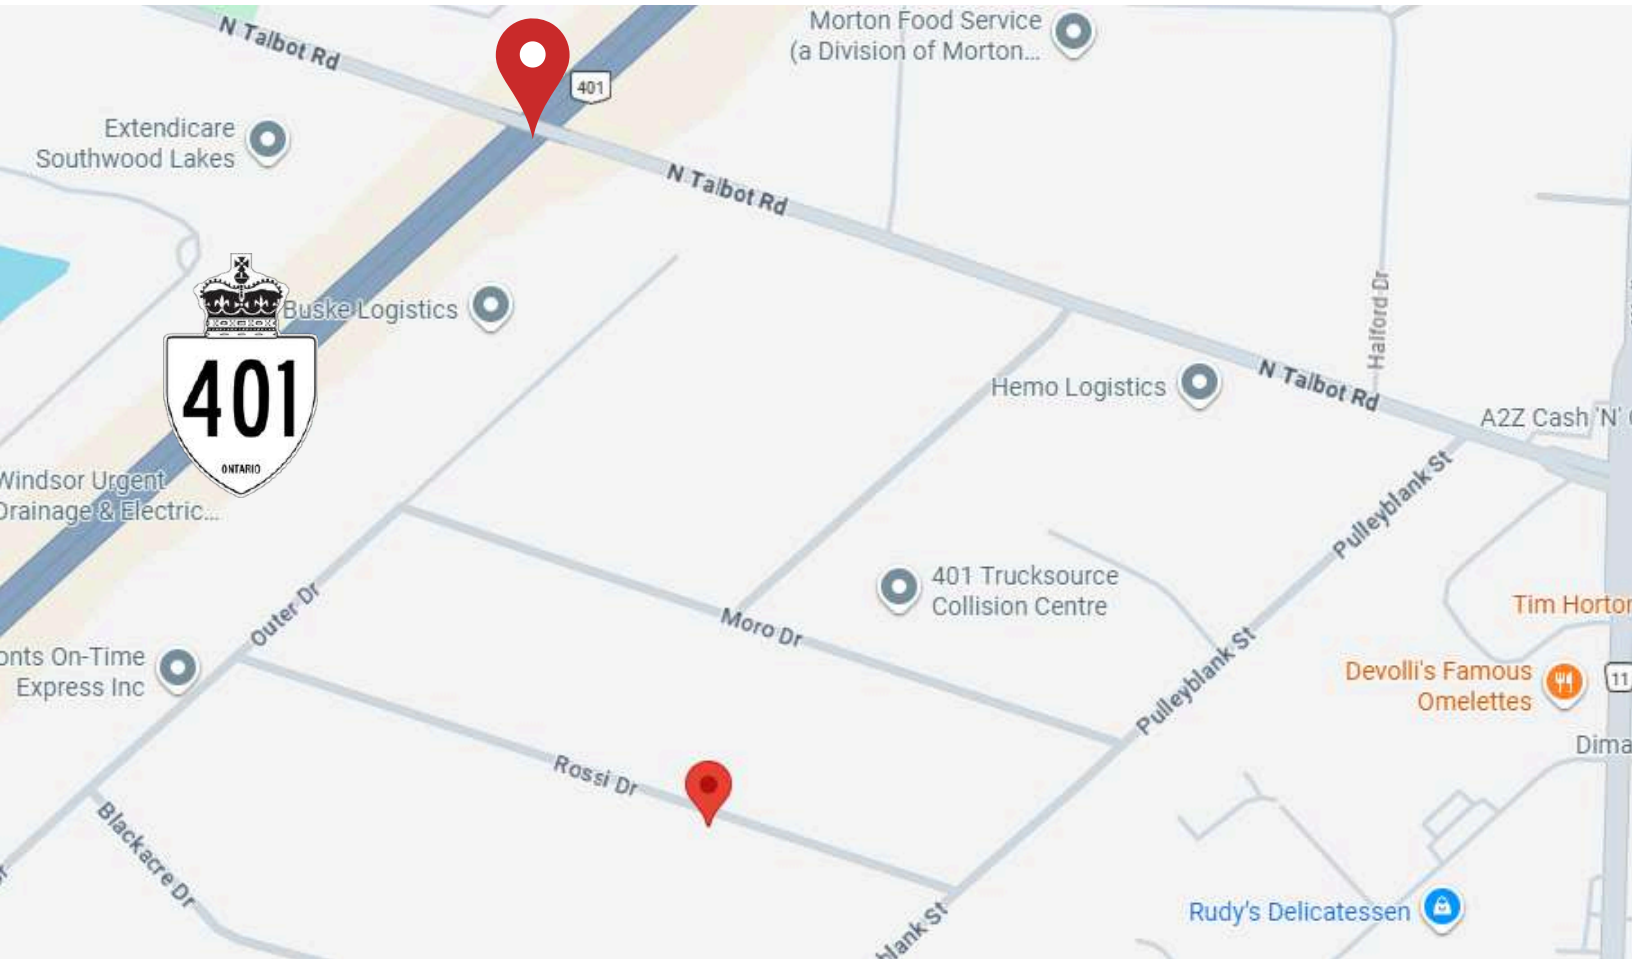 N Talbot Rd
Morton Food Service
(a Division of Morton...
401
Extendicare
Southwood Lakes
N Talbot Rd
Buske Logistics
Halford Dr
401
ONTARIO
Hemo Logistics
N Talbot Rd
A2Z Cash 'N'
Windsor Urgent
Drainage & Electric...
Pulleyblank St
401 Trucksource
Collision Centre
Outer Dr
Moro Dr
Tim Horton
onts On-Time
Express Inc
Pulleyblank St
Devolli's Famous
Omelettes
11
Dima
Rossi Dr
Blackacre Dr
Rudy's Delicatessen
blank St